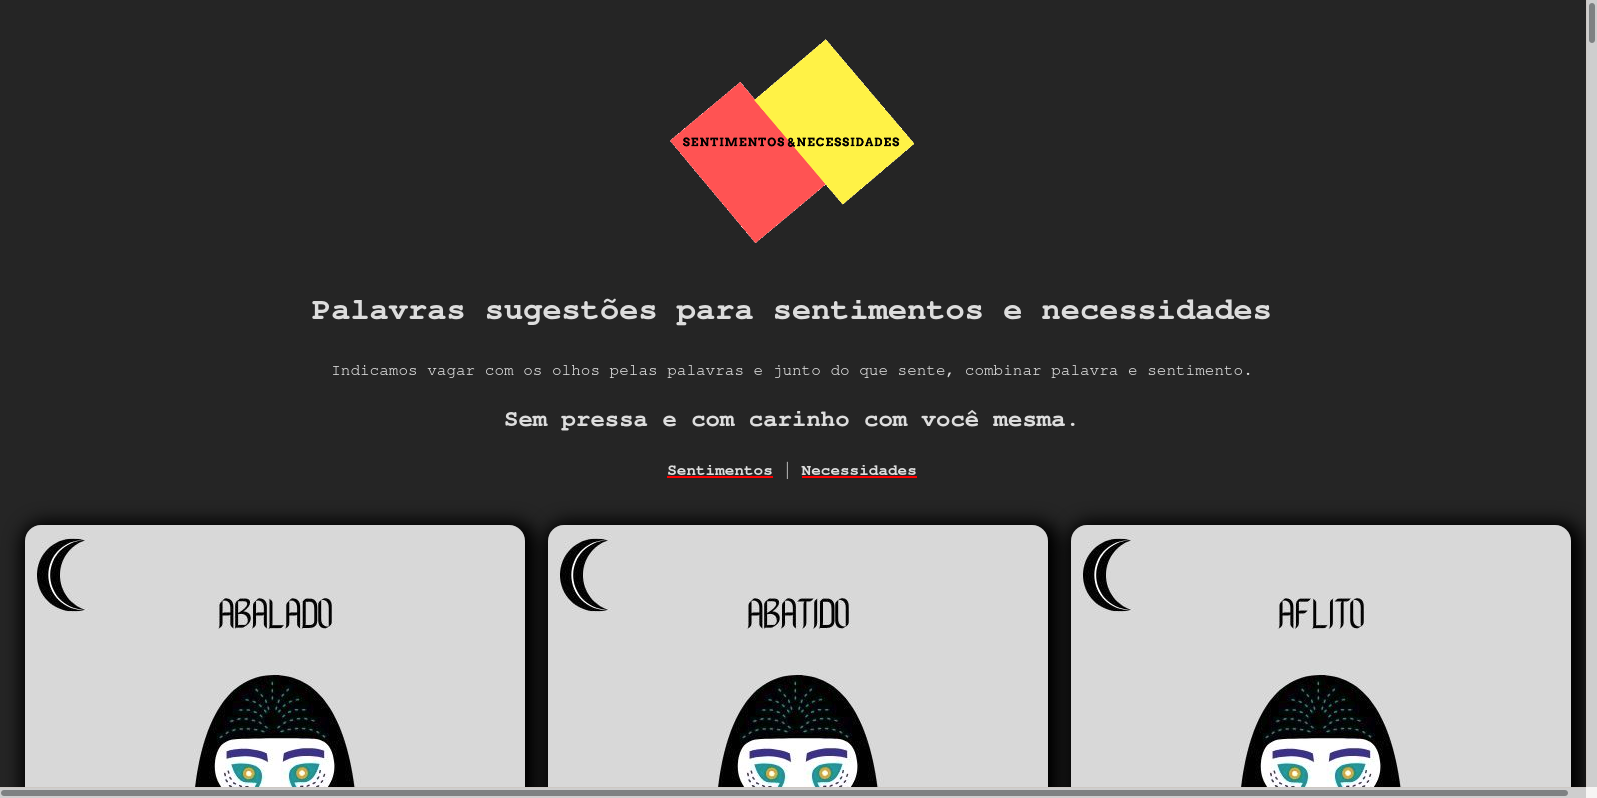 SENTIMENTOS & NECESSIDADES
Palavras sugestões para sentimentos e necessidades
Indicamos vagar com os olhos pelas palavras e junto do que sente, combinar palavra e sentimento.
Sem pressa e com carinho com você mesma.
Sentimentos | Necessidades
ABALADO
ABATIDO
AFLITO